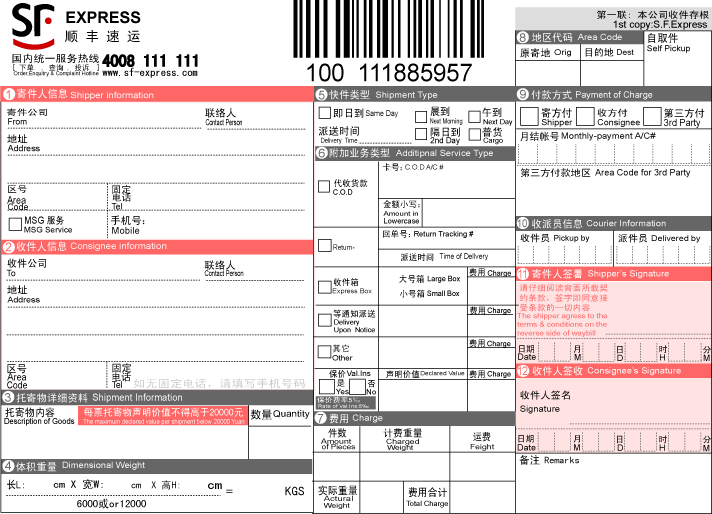 SF EXPRESS
顺丰速运
国内统一服务热线 4008 111 111
[下单、查询、投诉] www.sf-express.com
Order,Enquiry & Complaint Hotline
100 111885957
第一联：本公司收件存根
1st copy:S.F.Express
① 寄件人信息 Shipper information
寄件公司 联络人
From Contact Person
地址
Address
区号 固定电话
Area Code Tel
MSG 服务 手机号：
MSG Service Mobile
② 收件人信息 Consignee information
收件公司 联络人
To Contact Person
地址
Address
区号 固定电话
Area Code Tel
如无固定电话，请填写手机号码
③ 托寄物详细资料 Shipment Information
托寄物内容 每票托寄物声明价值不得高于20000元 数量Quantity
Description of Goods The maximum declared value per shipment below 20000 Yuan
④ 体积重量 Dimensional Weight
长L: cm X 宽W: cm X 高H: cm = KGS
6000或or12000
⑤ 快件类型 Shipment Type
即日到 Same Day 晨到 Next Morning 午到 Next Day
派送时间 Delivery Time 隔日到 2nd Day 普货 Cargo
⑥ 附加业务类型 Additipnal Service Type
代收货款 C.O.D
卡号: C.O.D A/C #
金额小写:
Amount in
Lowercase
Return-
回单号: Return Tracking #
派送时间 Time of Delivery
收件箱 大号箱 Large Box 费用 Charge
Express Box 小号箱 Small Box
等通知派送 费用 Charge
Delivery
Upon Notice
其它 费用 Charge
Other
保价 Val.Ins 声明价值Declared Value 费用 Charge
是 否
Yes No
保价费率5‰
Rate of Val.Ins 5‰
⑦ 费用 Charge
件数 计费重量 运费
Amount of Pieces Charged Weight Feight
实际重量 费用合计
Actural Weight Total Charge
⑧ 地区代码 Area Code 自取件
原寄地 Orig 目的地 Dest Self Pickup
⑨ 付款方式 Payment of Charge
寄方付 收方付 第三方付
Shipper Consignee 3rd Party
月结帐号 Monthly-payment A/C#
第三方付款地区 Area Code for 3rd Party
⑩ 收派员信息 Courier Information
收件员 Pickup by 派件员 Delivered by
⑪ 寄件人签署 Shipper's Signature
请仔细阅读背面所载契
约条款，签字即同意接
受条款的一切内容
The shipper agress to the
terms & conditions on the
reverse side of waybill
日期 月 日 时 分
Date M D H M
⑫ 收件人签收 Consignee's Signature
收件人签名
Signature
日期 月 日 时 分
Date M D H M
备注 Remarks